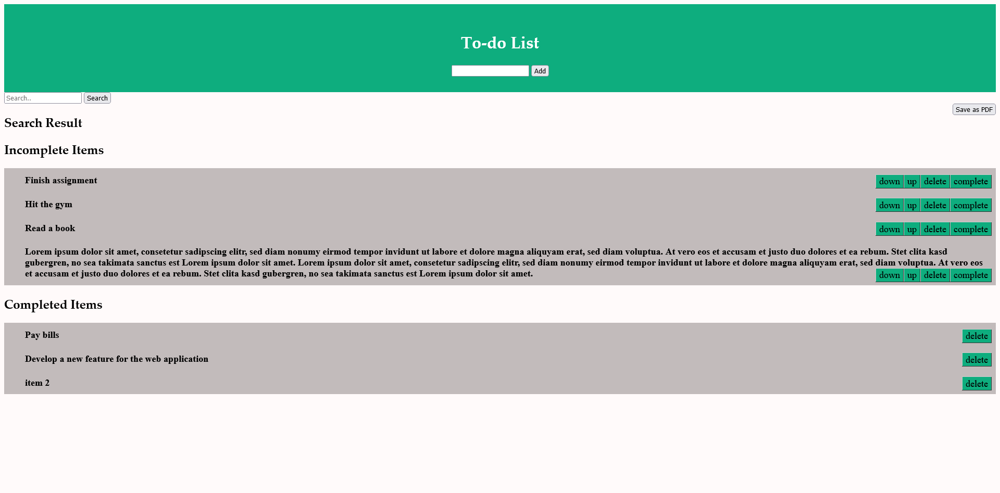 To-do List
Add
Search.. Search
Save as PDF
Search Result
Incomplete Items
Finish assignment down up delete complete
Hit the gym down up delete complete
Read a book down up delete complete
Lorem ipsum dolor sit amet, consetetur sadipscing elitr, sed diam nonumy eirmod tempor invidunt ut labore et dolore magna aliquyam erat, sed diam voluptua. At vero eos et accusam et justo duo dolores et ea rebum. Stet clita kasd
gubergren, no sea takimata sanctus est Lorem ipsum dolor sit amet. Lorem ipsum dolor sit amet, consetetur sadipscing elitr, sed diam nonumy eirmod tempor invidunt ut labore et dolore magna aliquyam erat, sed diam voluptua. At vero eos
et accusam et justo duo dolores et ea rebum. Stet clita kasd gubergren, no sea takimata sanctus est Lorem ipsum dolor sit amet. down up delete complete
Completed Items
Pay bills delete
Develop a new feature for the web application delete
item 2 delete